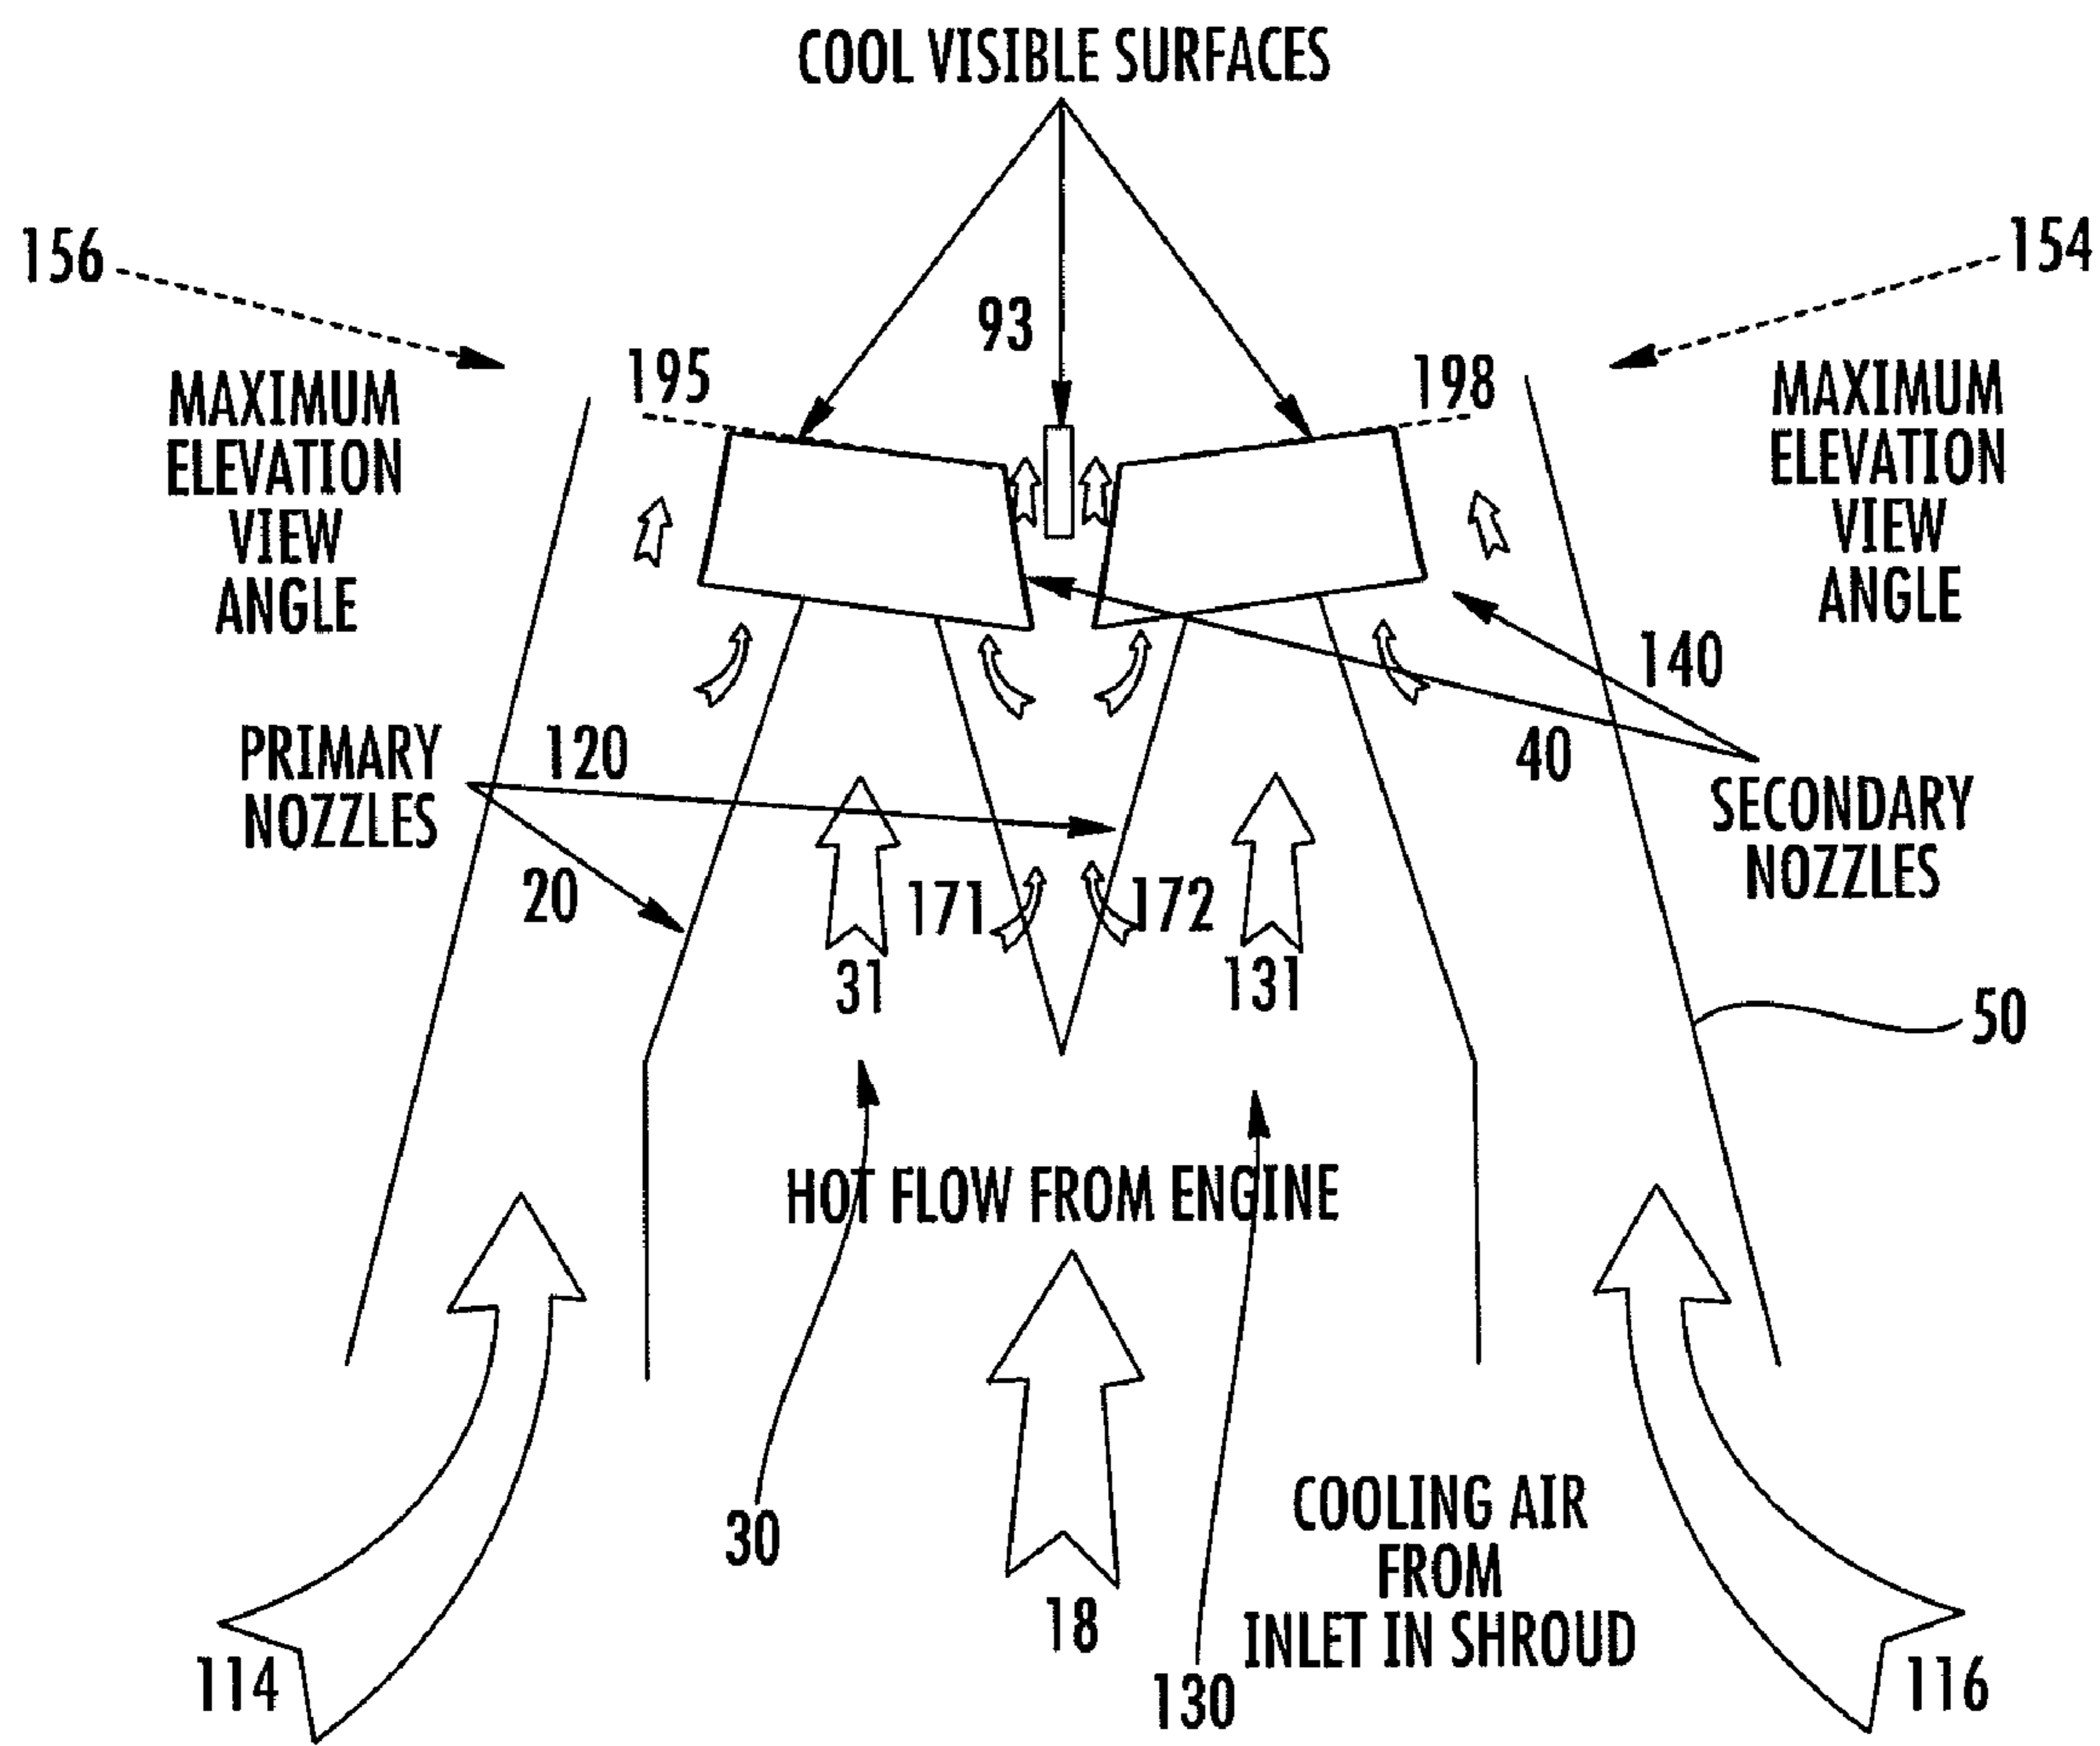 COOL VISIBLE SURFACES
156
154
93
195
198
MAXIMUM
ELEVATION
VIEW
ANGLE
MAXIMUM
ELEVATION
VIEW
ANGLE
140
PRIMARY
NOZZLES
120
40
SECONDARY
NOZZLES
20
171
172
31
131
50
HOT FLOW FROM ENGINE
30
18
COOLING AIR
FROM
INLET IN SHROUD
114
130
116